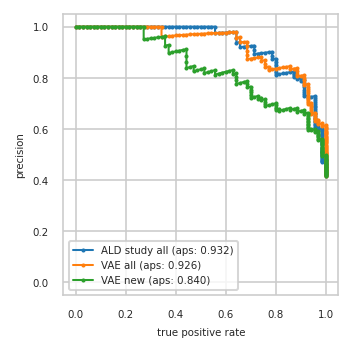 1.0
0.8
0.6
0.4
0.2
0.0
precision
ALD study all (aps: 0.932)
VAE all (aps: 0.926)
VAE new (aps: 0.840)
0.0 0.2 0.4 0.6 0.8 1.0
true positive rate